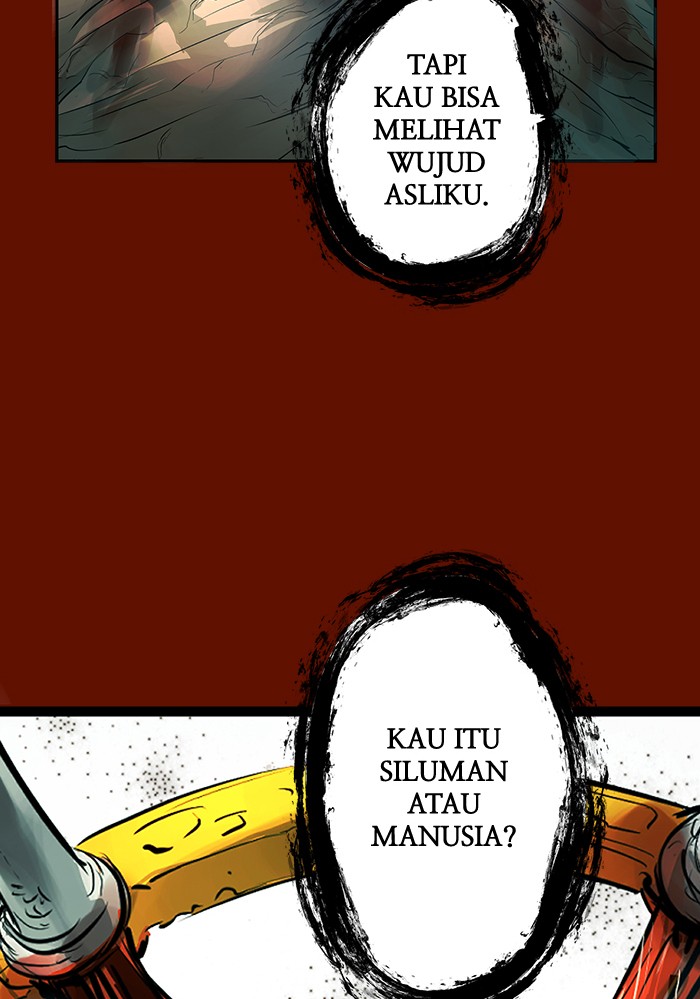 TAPI
KAU BISA
MELIHAT
WUJUD
ASLIKU.
KAU ITU
SILUMAN
ATAU
MANUSIA?